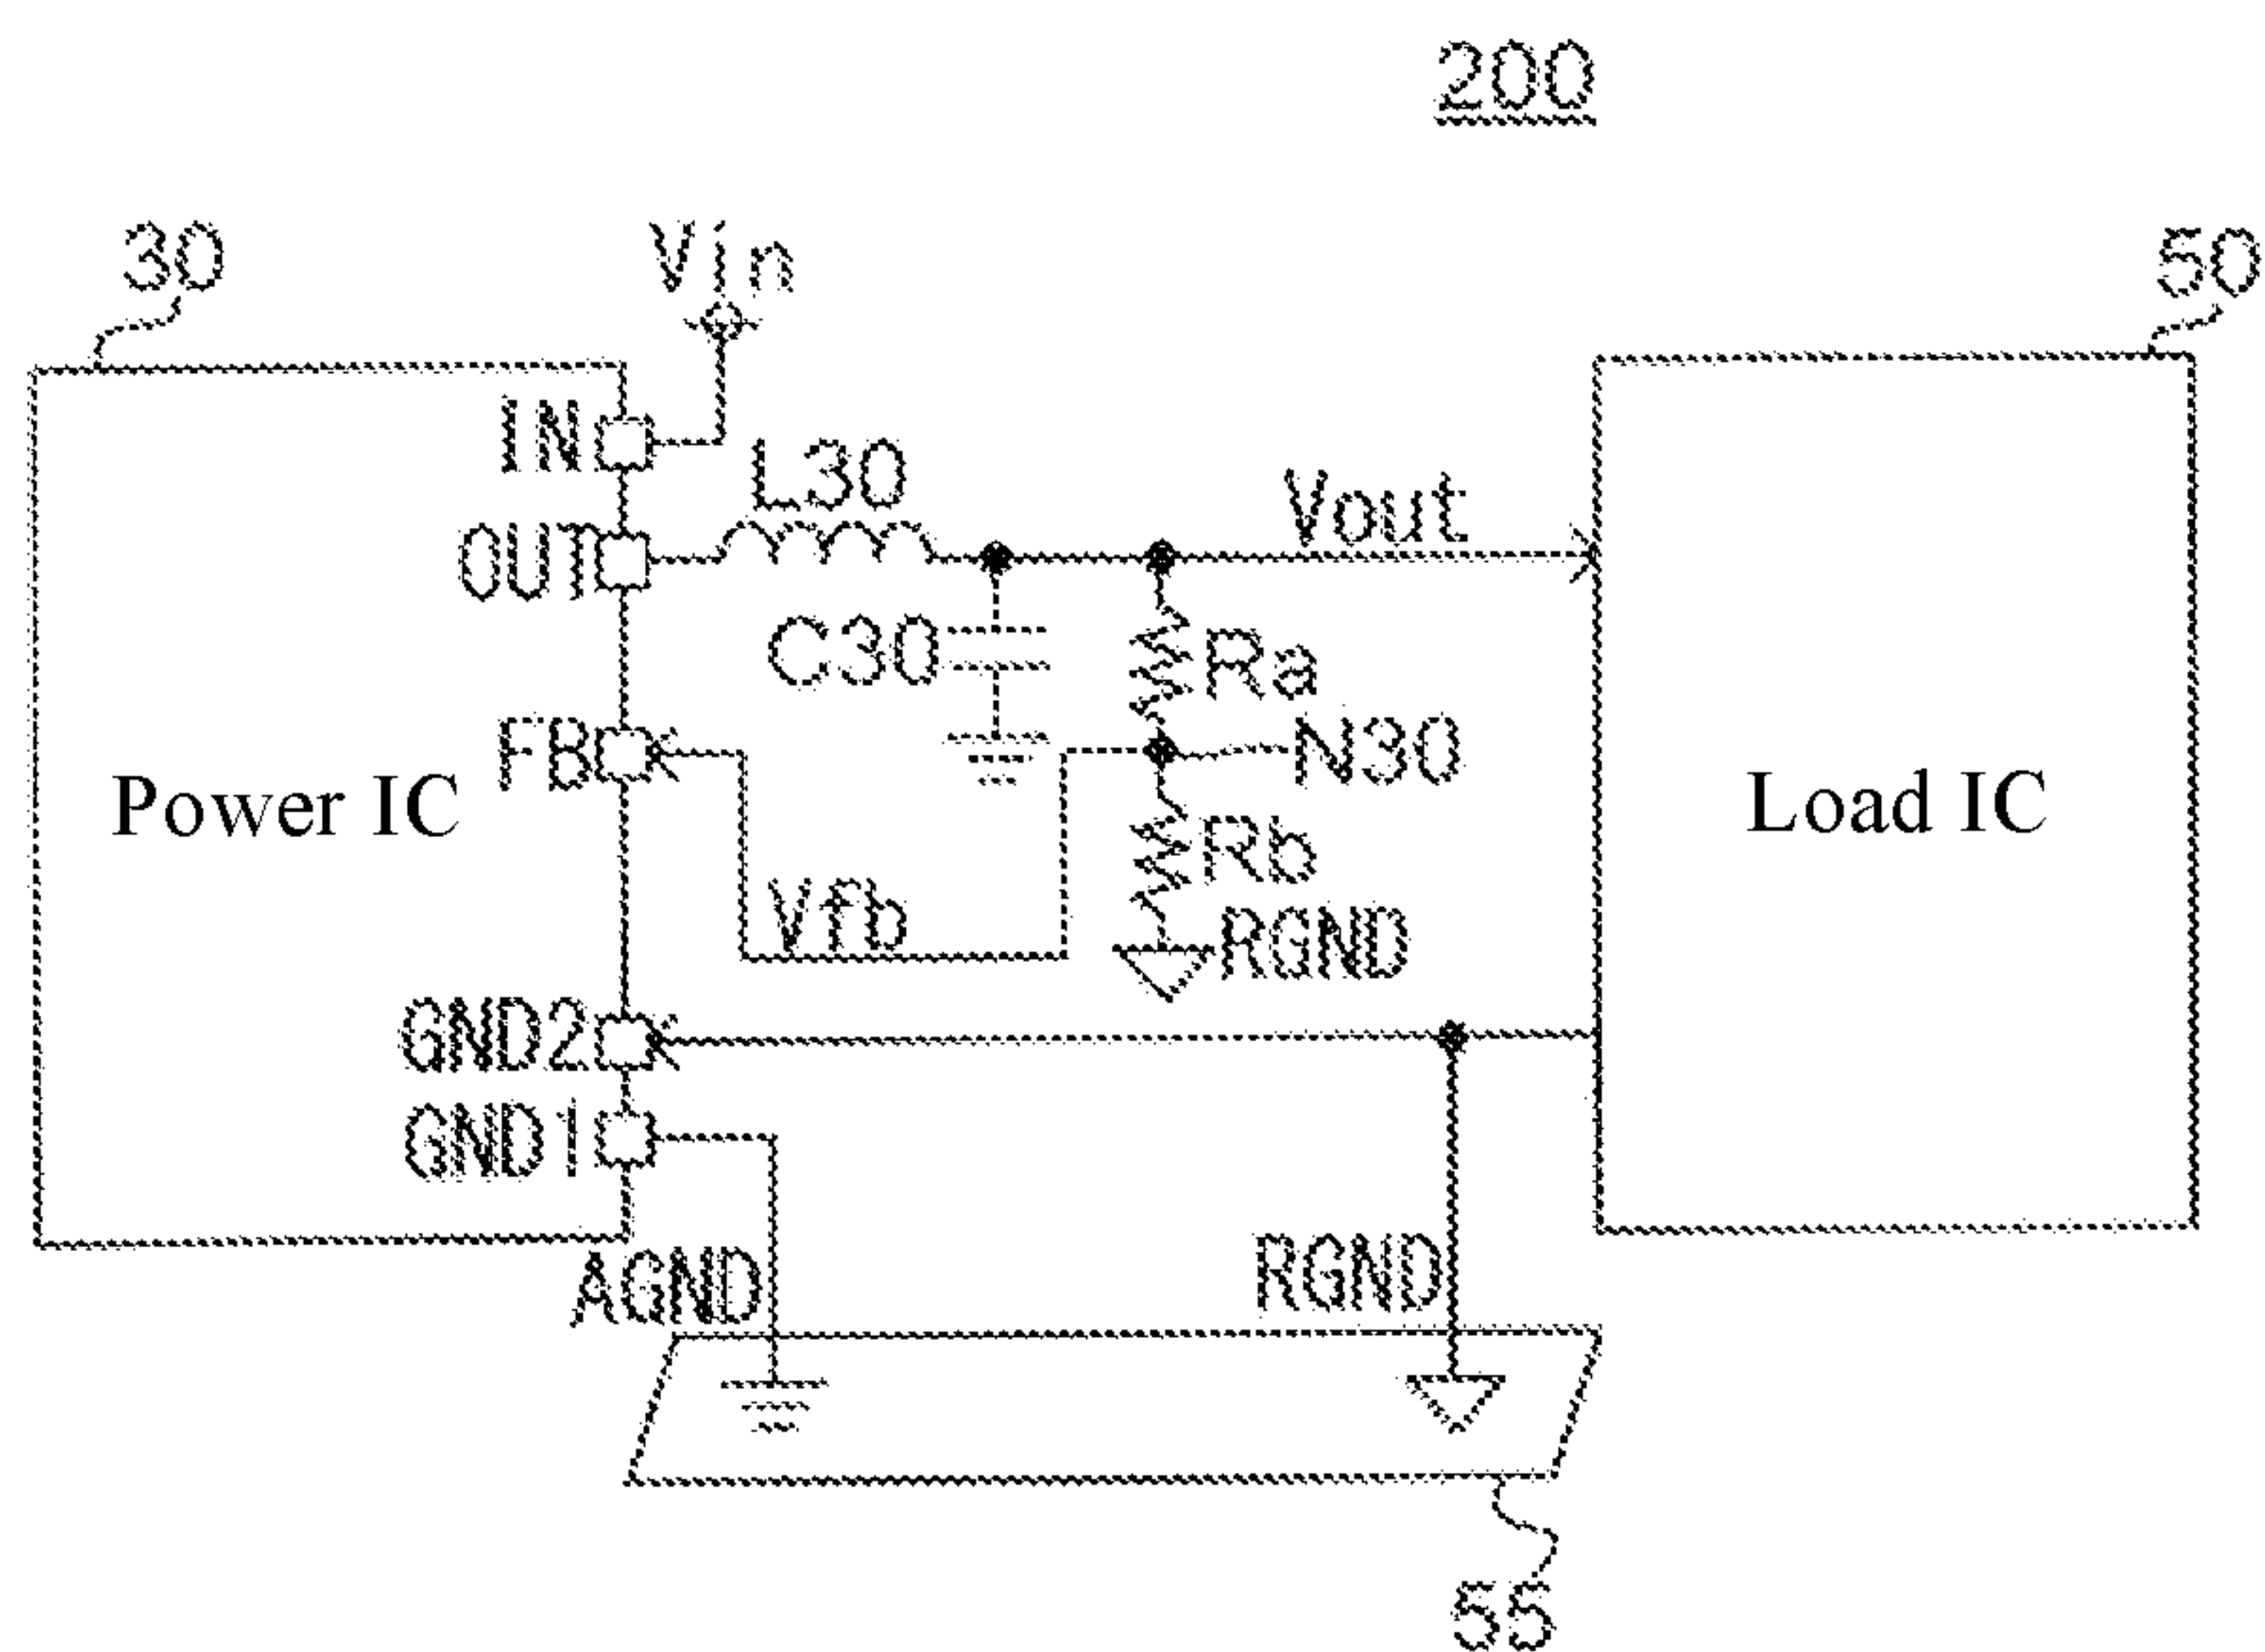 200
30
Vin
50
IN
L30
Vout
OUT
C30
Ra
FB
N30
Power IC
Load IC
Rb
Vfb
RGND
GND2
GND1
AGND
RGND
55